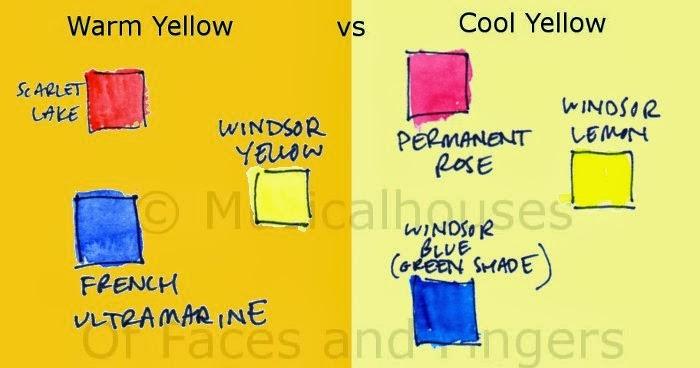 Warm Yellow vs Cool Yellow
SCARLET
LAKE
WINDSOR
YELLOW
FRENCH
ULTRAMARINE
PERMANENT
ROSE
WINDSOR
LEMON
WINDSOR
BLUE
(GREEN SHADE)
© Musicalhouses
Of Faces and Fingers